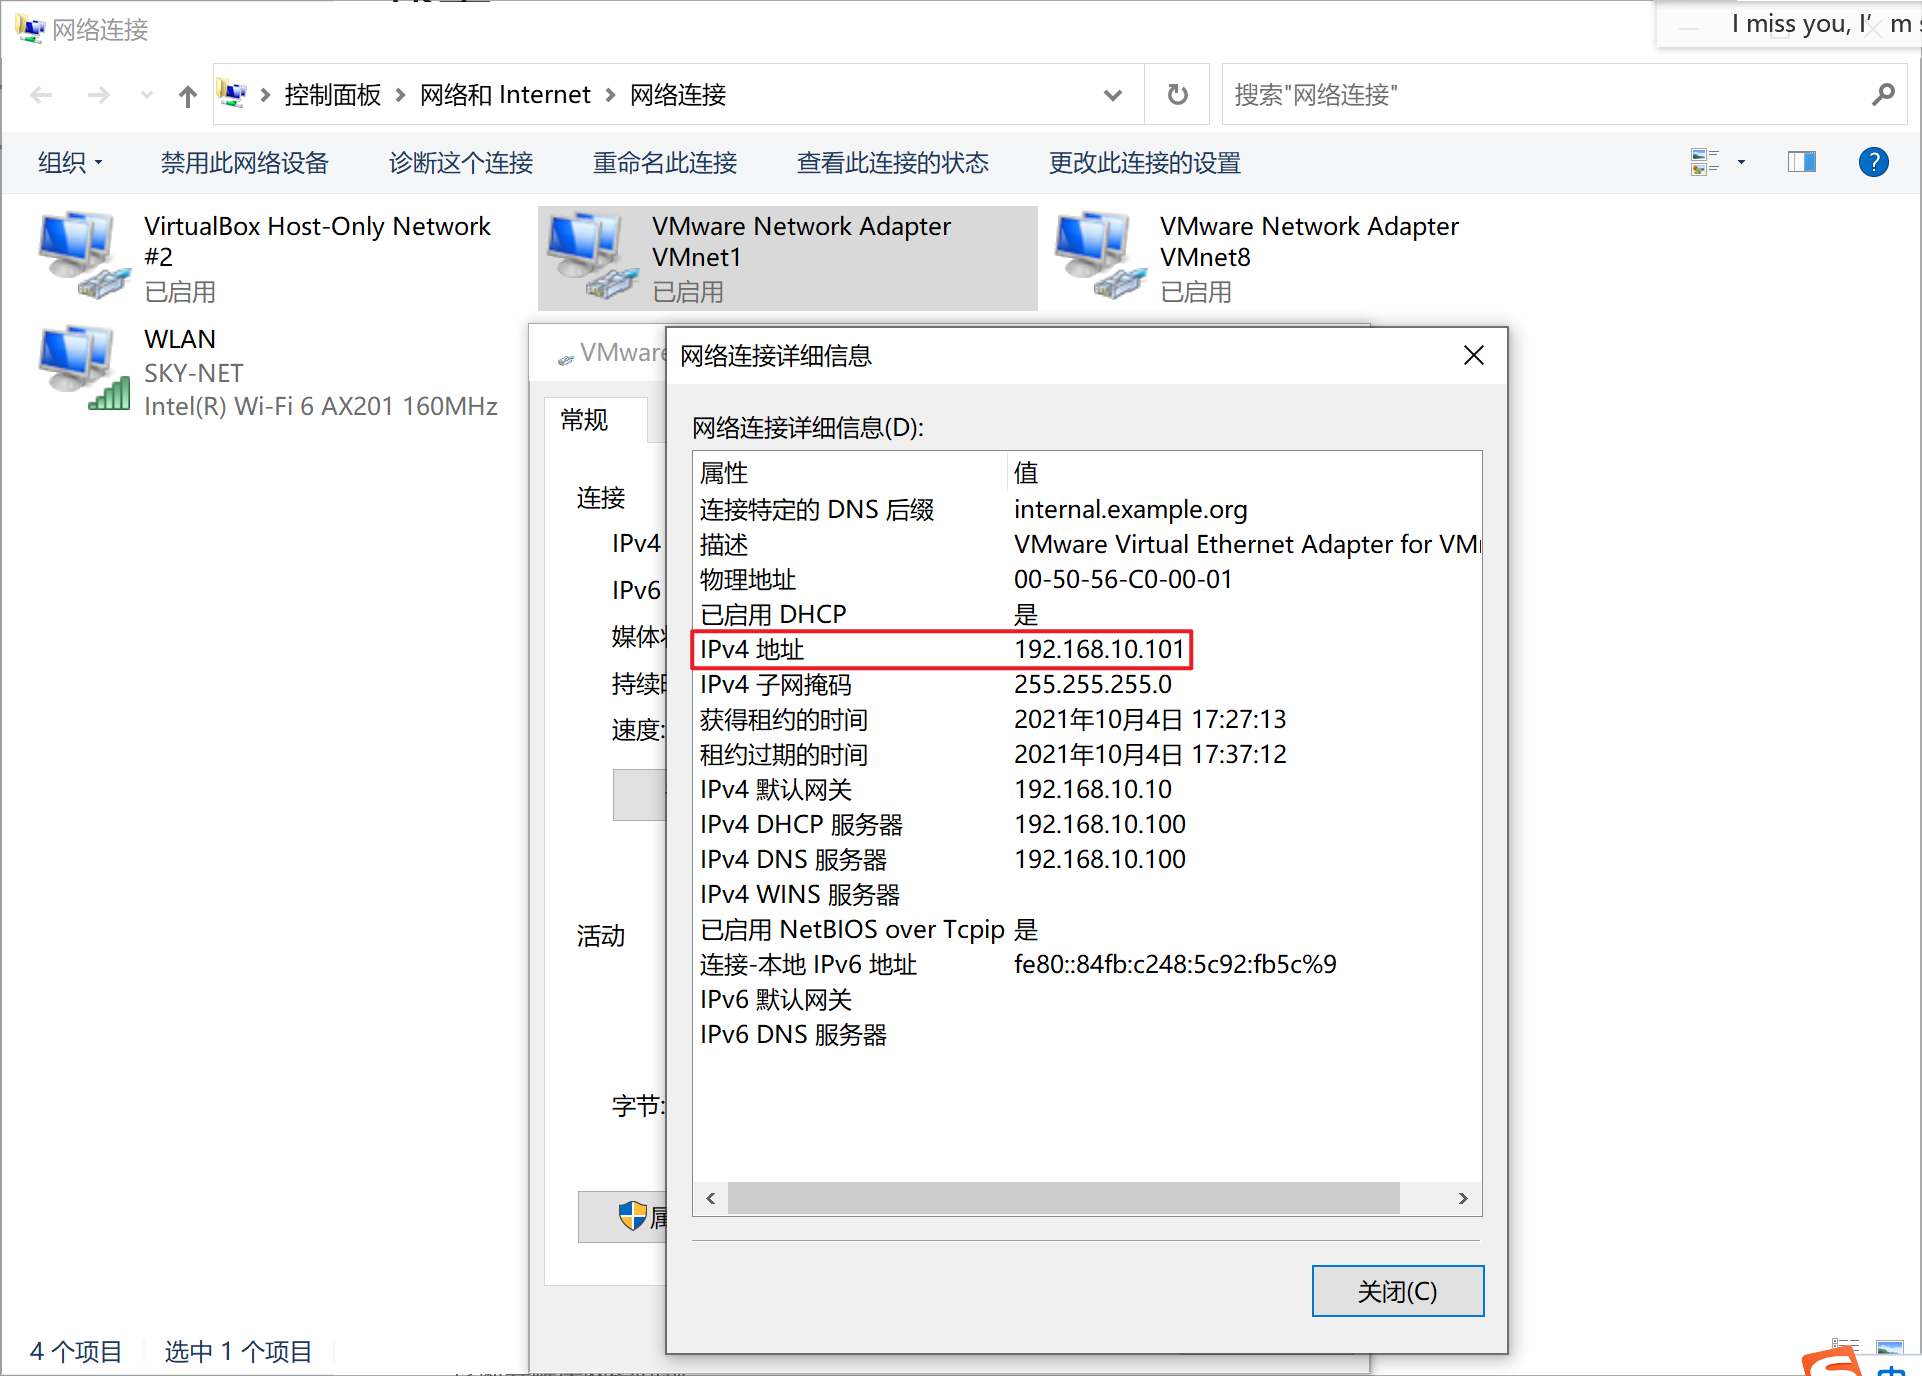 网络连接
I miss you, I' m
控制面板 网络和 Internet 网络连接
搜索"网络连接"
组织 禁用此网络设备 诊断这个连接 重命名此连接 查看此连接的状态 更改此连接的设置
VirtualBox Host-Only Network
#2
已启用
VMware Network Adapter
VMnet1
已启用
VMware Network Adapter
VMnet8
已启用
WLAN
SKY-NET
Intel(R) Wi-Fi 6 AX201 160MHz
VMware
常规
连接
IPv4
IPv6
媒体
持续
速度:
活动
字节:
网络连接详细信息
网络连接详细信息(D):
属性 值
连接特定的 DNS 后缀 internal.example.org
描述 VMware Virtual Ethernet Adapter for
物理地址 00-50-56-C0-00-01
已启用 DHCP 是
IPv4 地址 192.168.10.101
IPv4 子网掩码 255.255.255.0
获得租约的时间 2021年10月4日 17:27:13
租约过期的时间 2021年10月4日 17:37:12
IPv4 默认网关 192.168.10.10
IPv4 DHCP 服务器 192.168.10.100
IPv4 DNS 服务器 192.168.10.100
IPv4 WINS 服务器
已启用 NetBIOS over Tcpip 是
连接-本地 IPv6 地址 fe80::84fb:c248:5c92:fb5c%9
IPv6 默认网关
IPv6 DNS 服务器
关闭(C)
4 个项目 选中 1 个项目